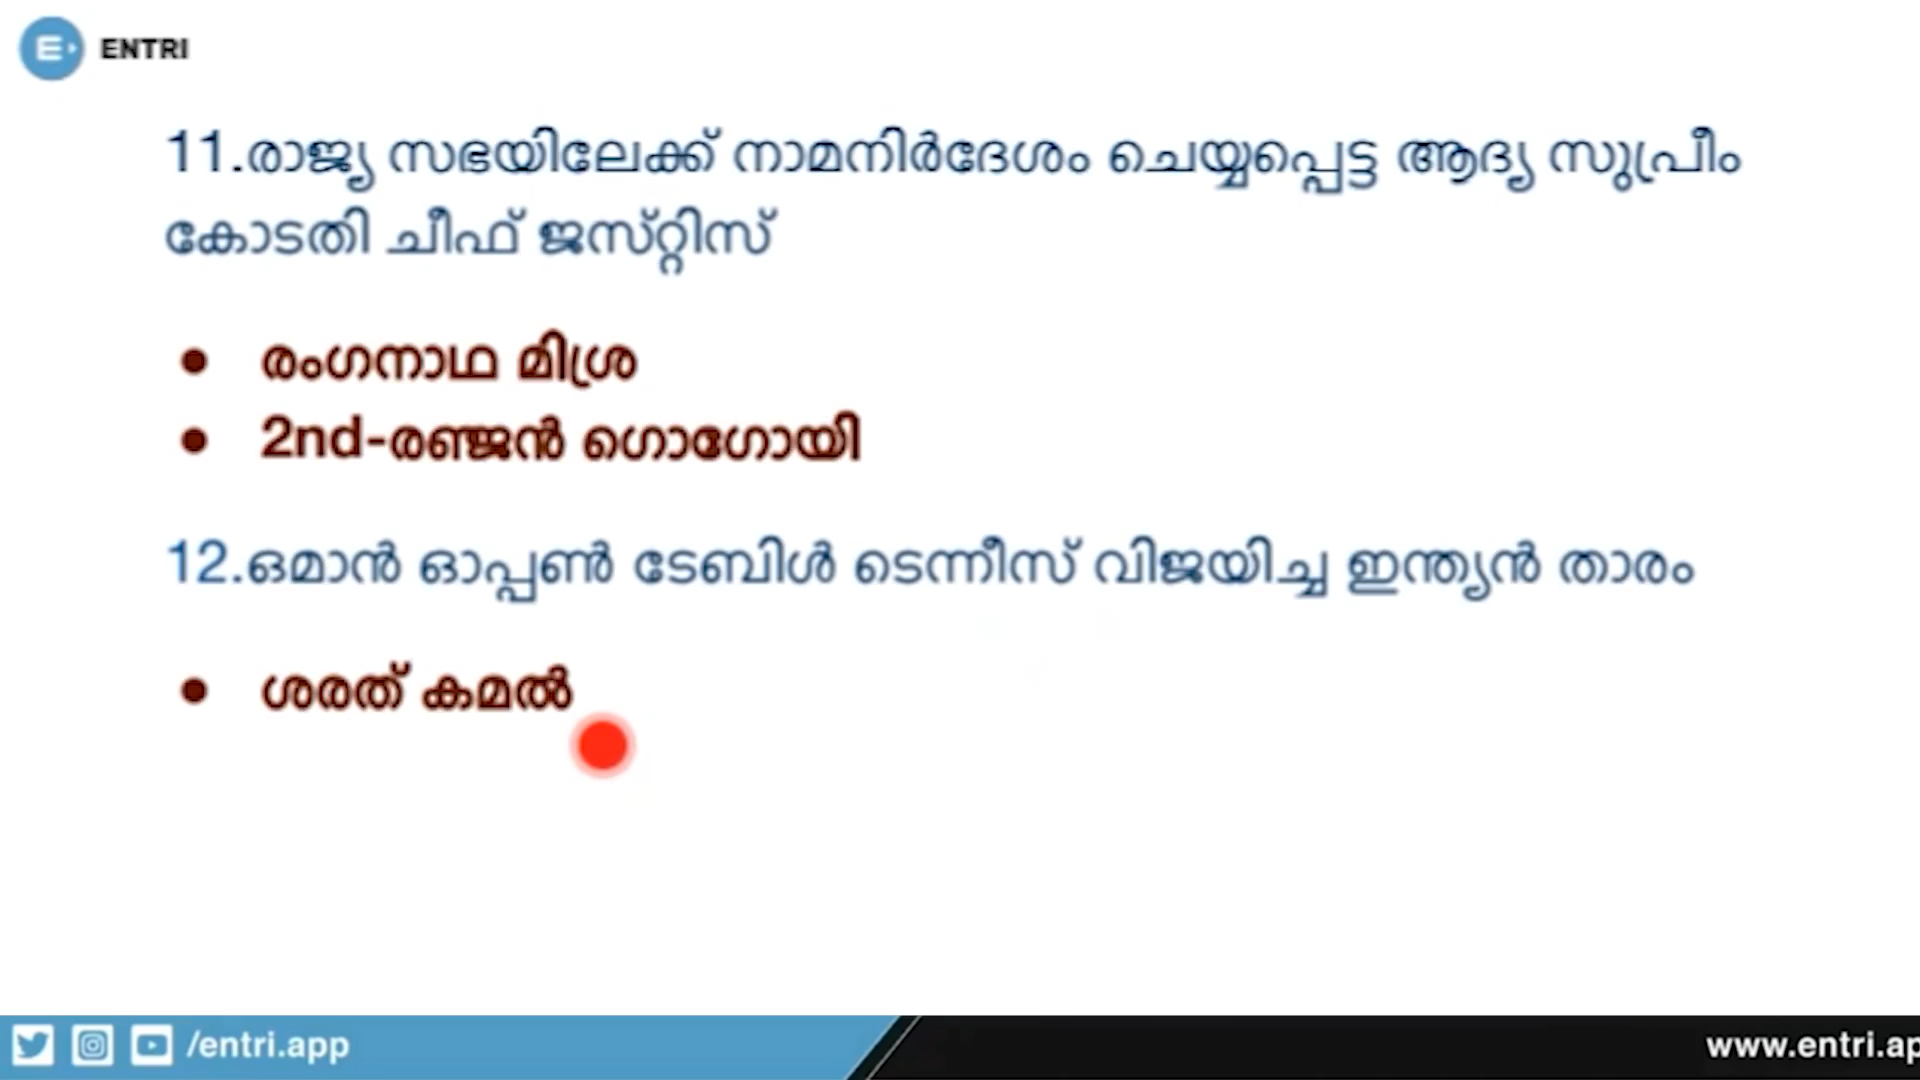 ENTRI
11.രാജ്യ സഭയിലേക്ക് നാമനിർദേശം ചെയ്യപ്പെട്ട ആദ്യ സുപ്രീം
കോടതി ചീഫ് ജസ്റ്റിസ്
• രംഗനാഥ മിശ്ര
• 2nd-രഞ്ജൻ ഗൊഗോയി
12.ഒമാൻ ഓപ്പൺ ടേബിൾ ടെന്നീസ് വിജയിച്ച ഇന്ത്യൻ താരം
• ശരത് കമൽ
/entri.app
www.entri.ap